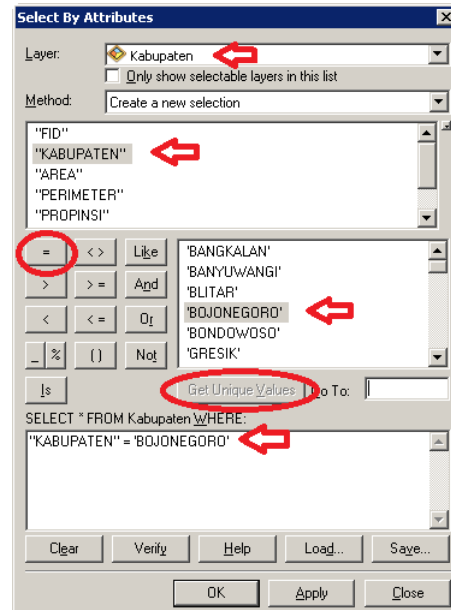 Select By Attributes
Layer: Kabupaten
Only show selectable layers in this list
Method: Create a new selection
"FID"
"KABUPATEN"
"AREA"
"PERIMETER"
"PROPINSI"
= <> Like
> >= And
< <= Or
_ % () Not
Is
'BANGKALAN'
'BANYUWANGI'
'BLITAR'
'BOJONEGORO'
'BONDOWOSO'
'GRESIK'
Get Unique Values Go To:
SELECT * FROM Kabupaten WHERE:
"KABUPATEN" = 'BOJONEGORO'
Clear Verify Help Load... Save...
OK Apply Close